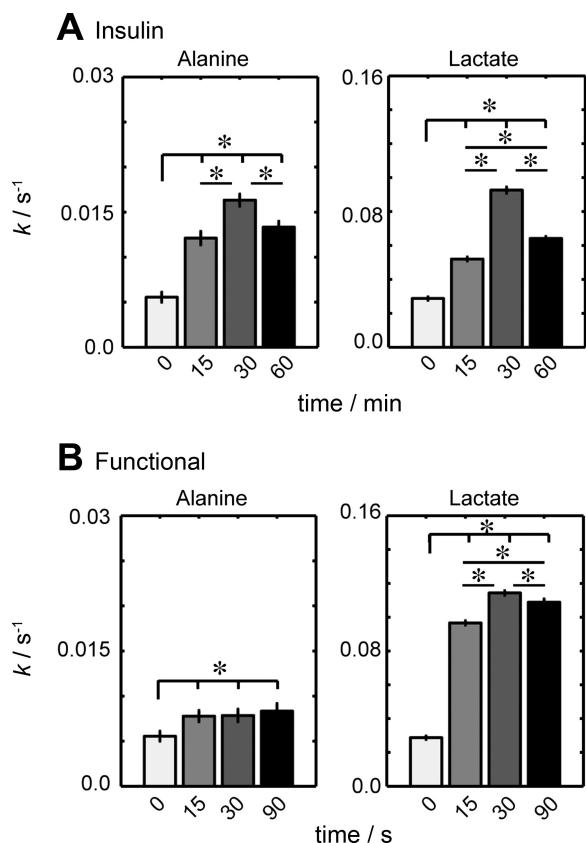 A Insulin
Alanine Lactate
0.03 0.16
* *
* * * * *
k / s-1 0.015 0.08
0.0 0.0
0 15 30 60 0 15 30 60
time / min
B Functional
Alanine Lactate
0.03 0.16
* * * * *
k / s-1 0.015 0.08
0.0 0.0
0 15 30 90 0 15 30 90
time / s